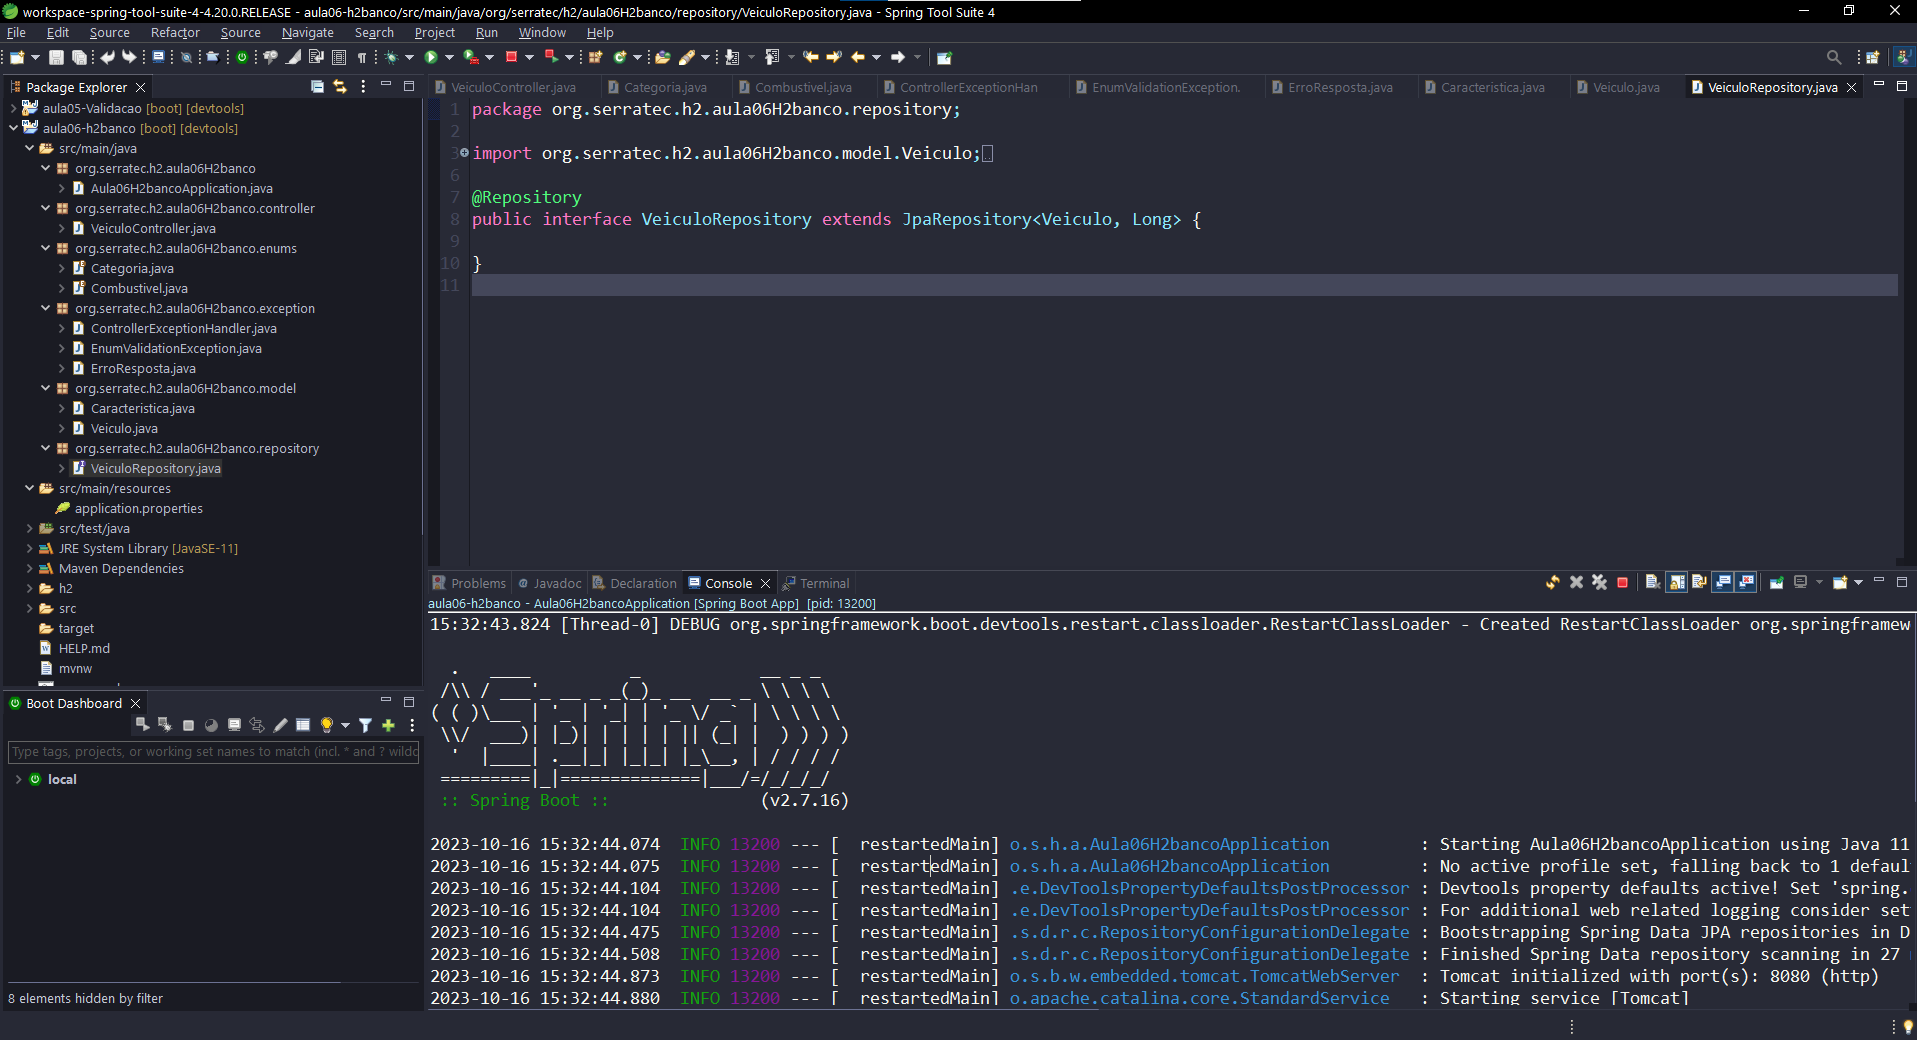 workspace-spring-tool-suite-4-4.20.0.RELEASE - aula06-h2banco/src/main/java/org/serratec/h2/aula06H2banco/repository/VeiculoRepository.java - Spring Tool Suite 4
File Edit Source Refactor Source Navigate Search Project Run Window Help
Package Explorer
aula05-Validacao [boot] [devtools]
aula06-h2banco [boot] [devtools]
src/main/java
org.serratec.h2.aula06H2banco
Aula06H2bancoApplication.java
org.serratec.h2.aula06H2banco.controller
VeiculoController.java
org.serratec.h2.aula06H2banco.enums
Categoria.java
Combustivel.java
org.serratec.h2.aula06H2banco.exception
ControllerExceptionHandler.java
EnumValidationException.java
ErroResposta.java
org.serratec.h2.aula06H2banco.model
Caracteristica.java
Veiculo.java
org.serratec.h2.aula06H2banco.repository
VeiculoRepository.java
src/main/resources
application.properties
src/test/java
JRE System Library [JavaSE-11]
Maven Dependencies
h2
src
target
HELP.md
mvnw
Boot Dashboard
Type tags, projects, or working set names to match (incl. * and ? wildc
local
8 elements hidden by filter
VeiculoController.java Categoria.java Combustivel.java ControllerExceptionHan EnumValidationException. ErroResposta.java Caracteristica.java Veiculo.java VeiculoRepository.java
1 package org.serratec.h2.aula06H2banco.repository;
2
3 import org.serratec.h2.aula06H2banco.model.Veiculo;
6
7 @Repository
8 public interface VeiculoRepository extends JpaRepository<Veiculo, Long> {
9
10 }
11
Problems @ Javadoc Declaration Console Terminal
aula06-h2banco - Aula06H2bancoApplication [Spring Boot App] [pid: 13200]
15:32:43.824 [Thread-0] DEBUG org.springframework.boot.devtools.restart.classloader.RestartClassLoader - Created RestartClassLoader org.springframew
  .   ____          _            __ _ _
 /\\ / ___'_ __ _ _(_)_ __  __ _ \ \ \ \
( ( )\___ | '_ | '_| | '_ \/ _` | \ \ \ \
 \\/  ___)| |_)| | | | | || (_| |  ) ) ) )
  '  |____| .__|_| |_|_| |_\__, | / / / /
 =========|_|==============|___/=/_/_/_/
 :: Spring Boot ::               (v2.7.16)
2023-10-16 15:32:44.074  INFO 13200 --- [  restartedMain] o.s.h.a.Aula06H2bancoApplication         : Starting Aula06H2bancoApplication using Java 11
2023-10-16 15:32:44.075  INFO 13200 --- [  restartedMain] o.s.h.a.Aula06H2bancoApplication         : No active profile set, falling back to 1 defaul
2023-10-16 15:32:44.104  INFO 13200 --- [  restartedMain] .e.DevToolsPropertyDefaultsPostProcessor : Devtools property defaults active! Set 'spring.
2023-10-16 15:32:44.104  INFO 13200 --- [  restartedMain] .e.DevToolsPropertyDefaultsPostProcessor : For additional web related logging consider set
2023-10-16 15:32:44.475  INFO 13200 --- [  restartedMain] .s.d.r.c.RepositoryConfigurationDelegate : Bootstrapping Spring Data JPA repositories in D
2023-10-16 15:32:44.508  INFO 13200 --- [  restartedMain] .s.d.r.c.RepositoryConfigurationDelegate : Finished Spring Data repository scanning in 27
2023-10-16 15:32:44.873  INFO 13200 --- [  restartedMain] o.s.b.w.embedded.tomcat.TomcatWebServer  : Tomcat initialized with port(s): 8080 (http)
2023-10-16 15:32:44.880  INFO 13200 --- [  restartedMain] o.apache.catalina.core.StandardService   : Starting service [Tomcat]